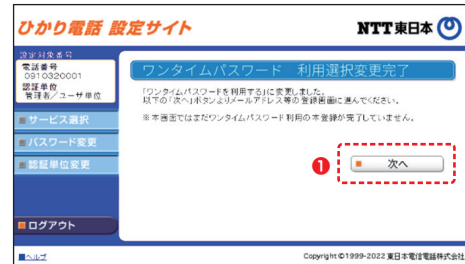 ひかり電話 設定サイト
NTT東日本
設定対象番号
電話番号
0910320001
認証単位
管理者/ユーザ単位
サービス選択
パスワード変更
認証単位変更
ログアウト
ワンタイムパスワード 利用選択変更完了
「ワンタイムパスワードを利用する」に変更しました。
以下の「次へ」ボタンよりメールアドレス等の登録画面に進んでください。
※本画面ではまだワンタイムパスワード利用の本登録が完了していません。
1 次へ
ヘルプ
Copyright©1999-2022 東日本電信電話株式会社